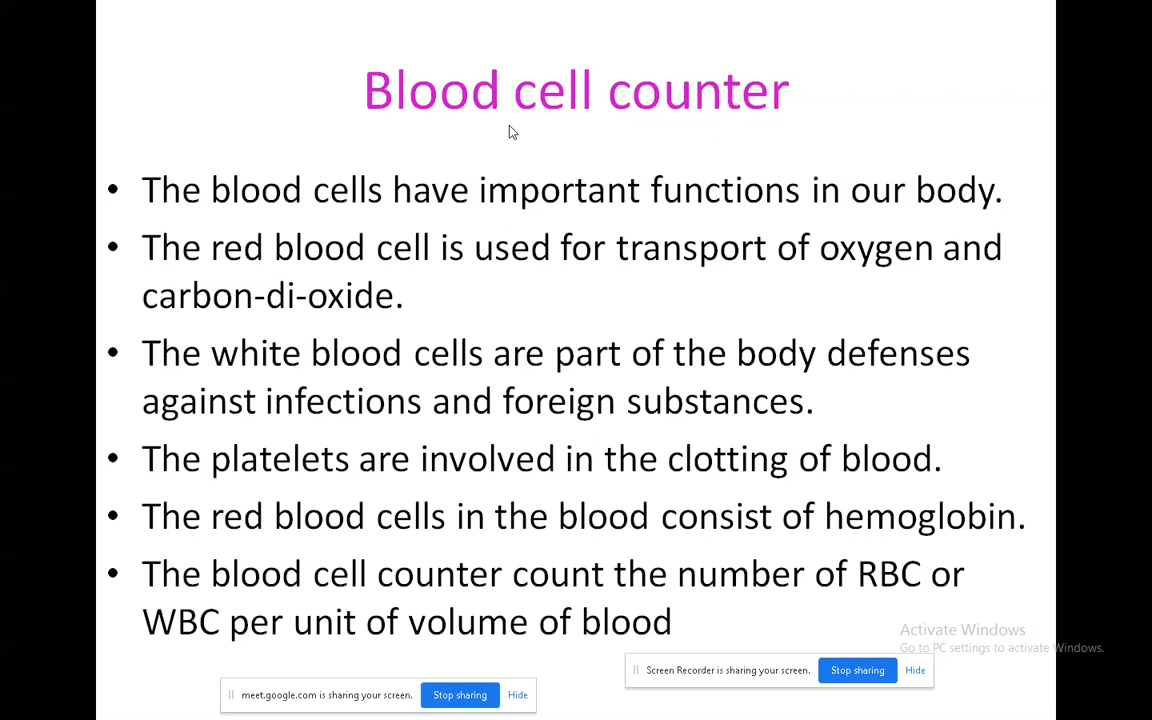 Blood cell counter
• The blood cells have important functions in our body.
• The red blood cell is used for transport of oxygen and
carbon-di-oxide.
• The white blood cells are part of the body defenses
against infections and foreign substances.
• The platelets are involved in the clotting of blood.
• The red blood cells in the blood consist of hemoglobin.
• The blood cell counter count the number of RBC or
WBC per unit of volume of blood
Activate Windows
Go to PC settings to activate Windows.
Screen Recorder is sharing your screen. Stop sharing Hide
meet.google.com is sharing your screen. Stop sharing Hide